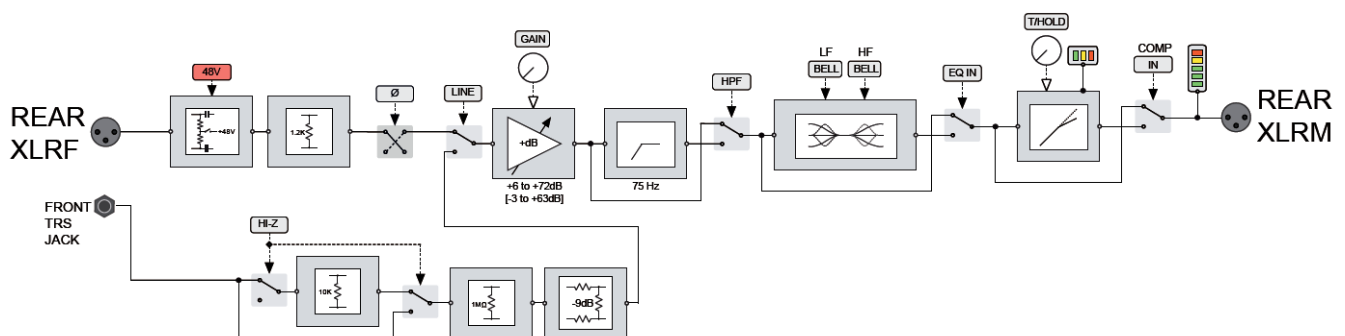 T/HOLD
GAIN
LF HF
COMP
48V
BELL BELL
EQ IN
IN
HPF
Ø
LINE
REAR
XLRF
+48V
1.2K
+dB
REAR
XLRM
+6 to +72dB
[-3 to +63dB]
75 Hz
FRONT
TRS
JACK
HI-Z
10K
1MΩ
-9dB